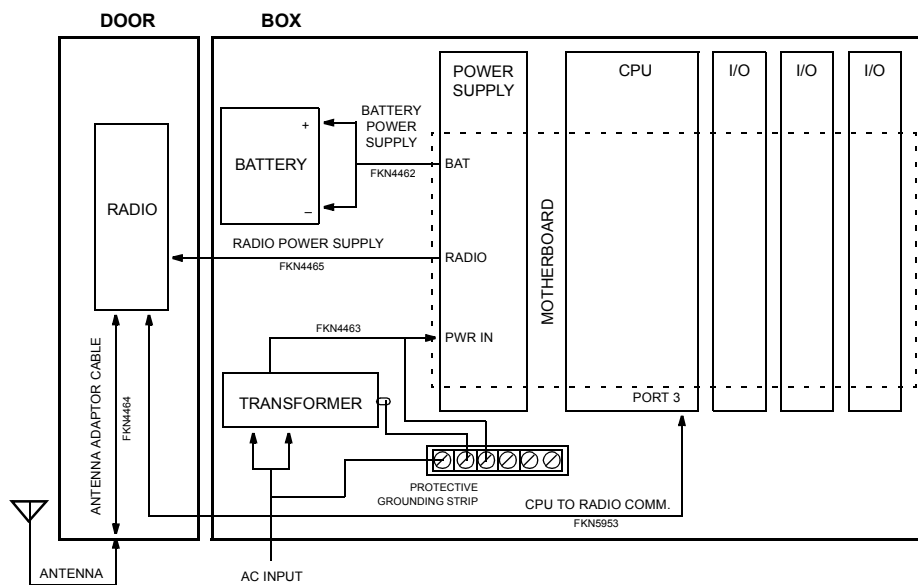 DOOR
BOX
POWER
SUPPLY
CPU
I/O
I/O
I/O
BATTERY
POWER
SUPPLY
+
BATTERY
–
FKN4462
BAT
RADIO
MOTHERBOARD
RADIO POWER SUPPLY
FKN4465
RADIO
FKN4463
PWR IN
TRANSFORMER
PORT 3
ANTENNA ADAPTOR CABLE
FKN4464
PROTECTIVE
GROUNDING STRIP
CPU TO RADIO COMM.
FKN5953
ANTENNA
AC INPUT